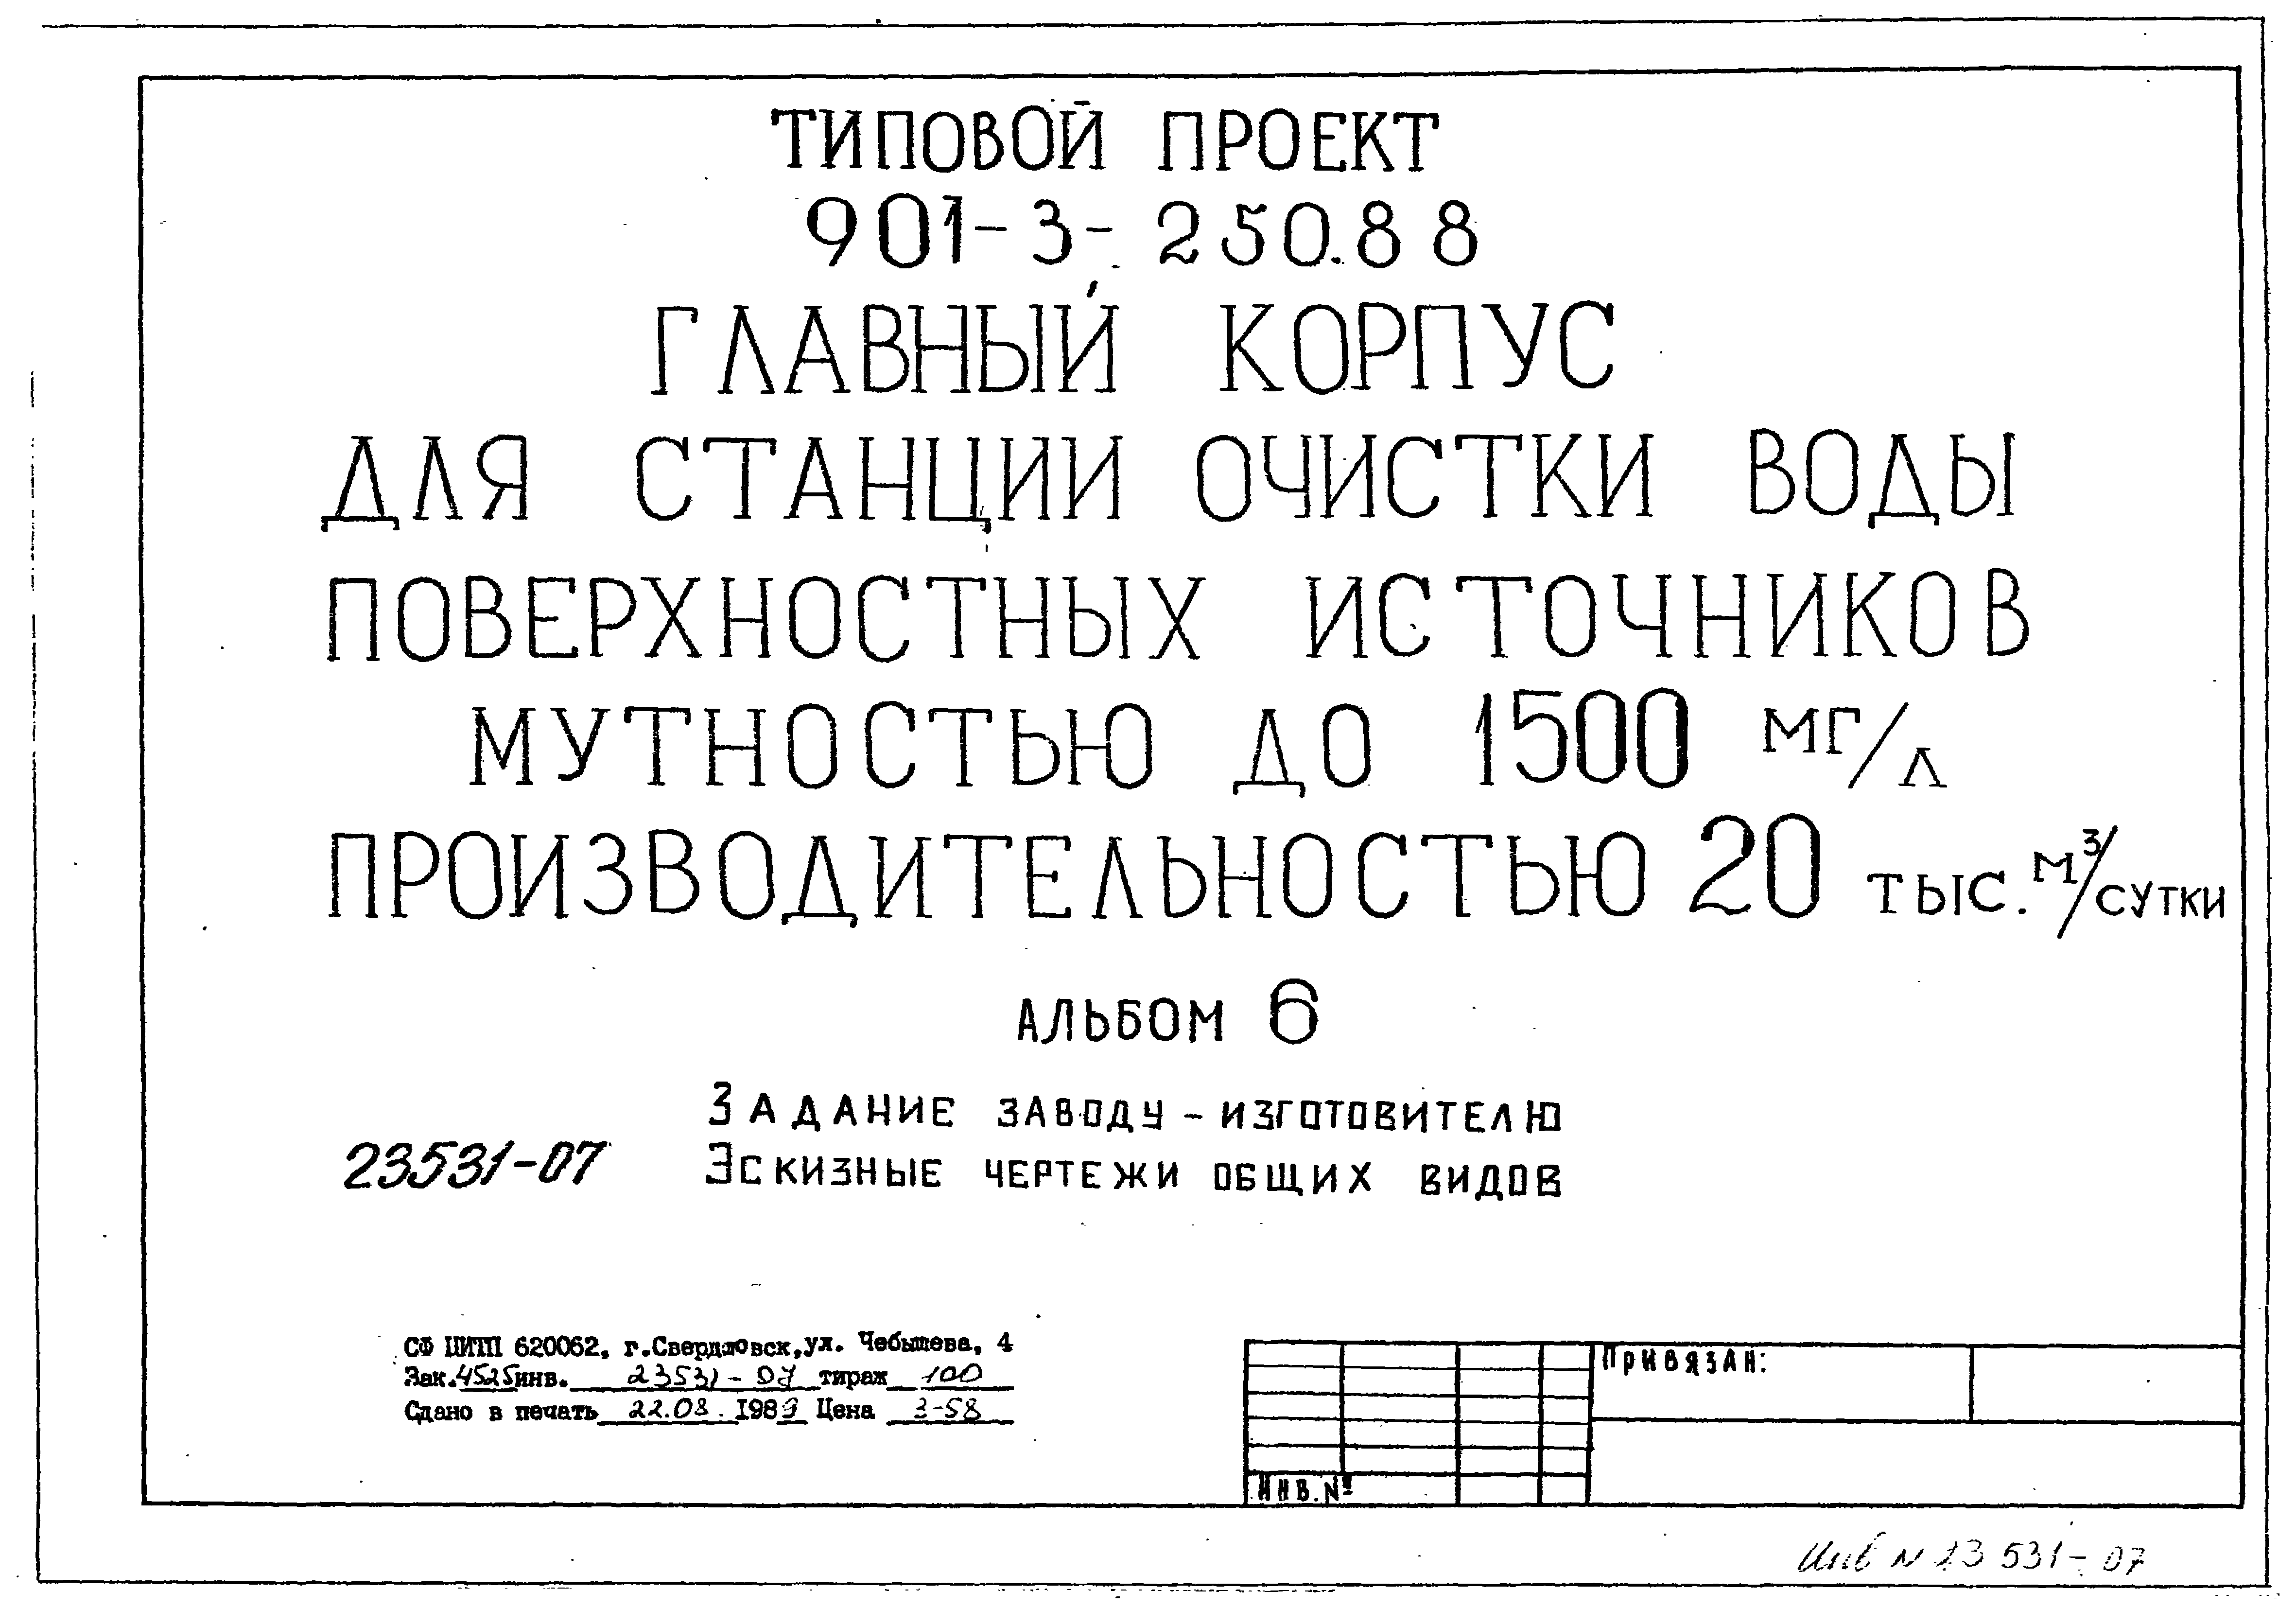 ТИПОВОЙ ПРОЕКТ
901-3-250.88
ГЛАВНЫЙ КОРПУС
ДЛЯ СТАНЦИИ ОЧИСТКИ ВОДЫ
ПОВЕРХНОСТНЫХ ИСТОЧНИКОВ
МУТНОСТЬЮ ДО 1500 МГ/Л
ПРОИЗВОДИТЕЛЬНОСТЬЮ 20 ТЫС. М³/СУТКИ
АЛЬБОМ 6
ЗАДАНИЕ ЗАВОДУ-ИЗГОТОВИТЕЛЮ
23531-07 ЭСКИЗНЫЕ ЧЕРТЕЖИ ОБЩИХ ВИДОВ
СФ ЦИТП 620062, г.Свердловск,ул. Чебышева, 4
Зак.4525 инв. 23531-07 тираж 100
Сдано в печать 22.08. 1989 Цена 3-58
ПРИВЯЗАН:
ИНВ.№
Инв N 23531-07